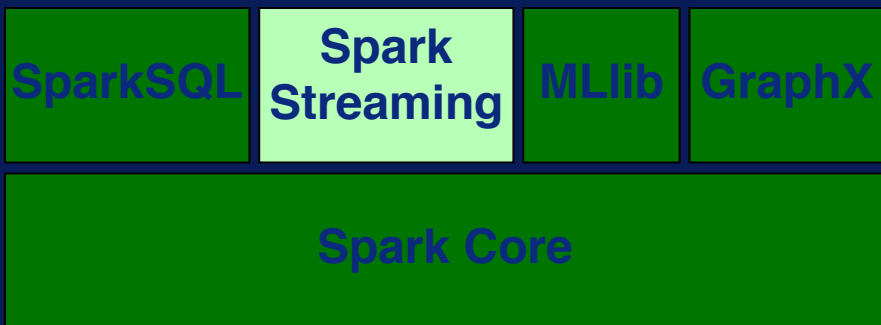 SparkSQL
Spark
Streaming
MLlib
GraphX
Spark Core